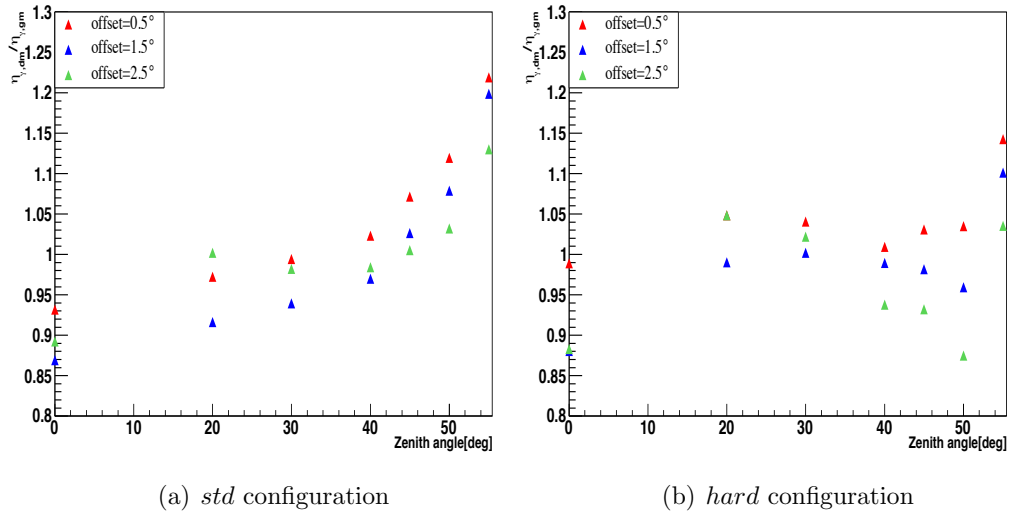 1.3
offset=0.5°
offset=1.5°
offset=2.5°
η_γ,dm/η_γ,gm
1.25
1.2
1.15
1.1
1.05
1
0.95
0.9
0.85
0.8
0 10 20 30 40 50
Zenith angle[deg]
(a) std configuration
1.3
offset=0.5°
offset=1.5°
offset=2.5°
η_γ,dm/η_γ,gm
1.25
1.2
1.15
1.1
1.05
1
0.95
0.9
0.85
0.8
0 10 20 30 40 50
Zenith angle[deg]
(b) hard configuration